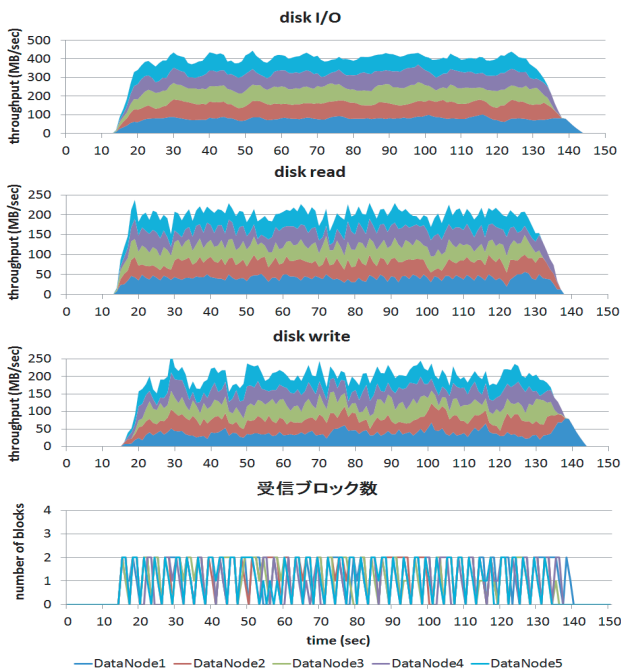 disk I/O
throughput (MB/sec)
500
400
300
200
100
0
0 10 20 30 40 50 60 70 80 90 100 110 120 130 140 150
disk read
throughput (MB/sec)
250
200
150
100
50
0
0 10 20 30 40 50 60 70 80 90 100 110 120 130 140 150
disk write
throughput (MB/sec)
250
200
150
100
50
0
0 10 20 30 40 50 60 70 80 90 100 110 120 130 140 150
受信ブロック数
number of blocks
4
3
2
1
0
0 10 20 30 40 50 60 70 80 90 100 110 120 130 140 150
time (sec)
DataNode1 DataNode2 DataNode3 DataNode4 DataNode5